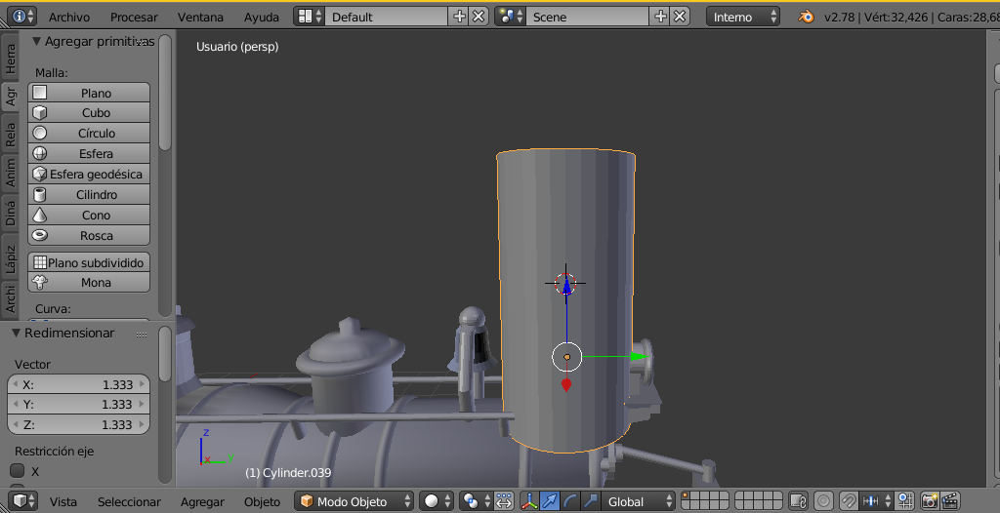 Archivo Procesar Ventana Ayuda Default Scene Interno v2.78 | Vért:32,426 | Caras:28,68
Usuario (persp)
Herra
Agr
Rela
Anim
Diná
Lápiz
Archi
Agregar primitivas
Malla:
Plano
Cubo
Círculo
Esfera
Esfera geodésica
Cilindro
Cono
Rosca
Plano subdividido
Mona
Curva:
Redimensionar
Vector
X: 1.333
Y: 1.333
Z: 1.333
Restricción eje
X
z
x y
(1) Cylinder.039
Vista Seleccionar Agregar Objeto Modo Objeto Global